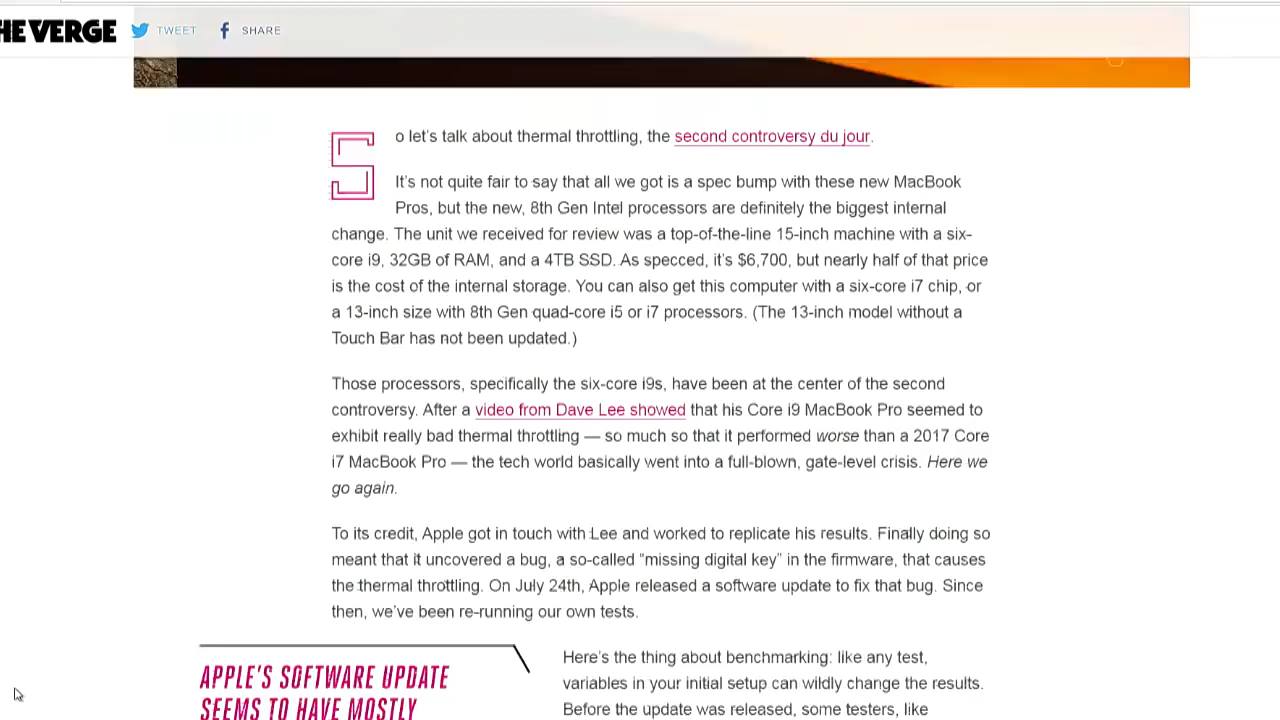 HE VERGE TWEET SHARE
So let's talk about thermal throttling, the second controversy du jour.
It's not quite fair to say that all we got is a spec bump with these new MacBook
Pros, but the new, 8th Gen Intel processors are definitely the biggest internal
change. The unit we received for review was a top-of-the-line 15-inch machine with a six-
core i9, 32GB of RAM, and a 4TB SSD. As specced, it's $6,700, but nearly half of that price
is the cost of the internal storage. You can also get this computer with a six-core i7 chip, or
a 13-inch size with 8th Gen quad-core i5 or i7 processors. (The 13-inch model without a
Touch Bar has not been updated.)
Those processors, specifically the six-core i9s, have been at the center of the second
controversy. After a video from Dave Lee showed that his Core i9 MacBook Pro seemed to
exhibit really bad thermal throttling — so much so that it performed worse than a 2017 Core
i7 MacBook Pro — the tech world basically went into a full-blown, gate-level crisis. Here we
go again.
To its credit, Apple got in touch with Lee and worked to replicate his results. Finally doing so
meant that it uncovered a bug, a so-called “missing digital key” in the firmware, that causes
the thermal throttling. On July 24th, Apple released a software update to fix that bug. Since
then, we've been re-running our own tests.
APPLE'S SOFTWARE UPDATE
SEEMS TO HAVE MOSTLY
Here's the thing about benchmarking: like any test,
variables in your initial setup can wildly change the results.
Before the update was released, some testers, like